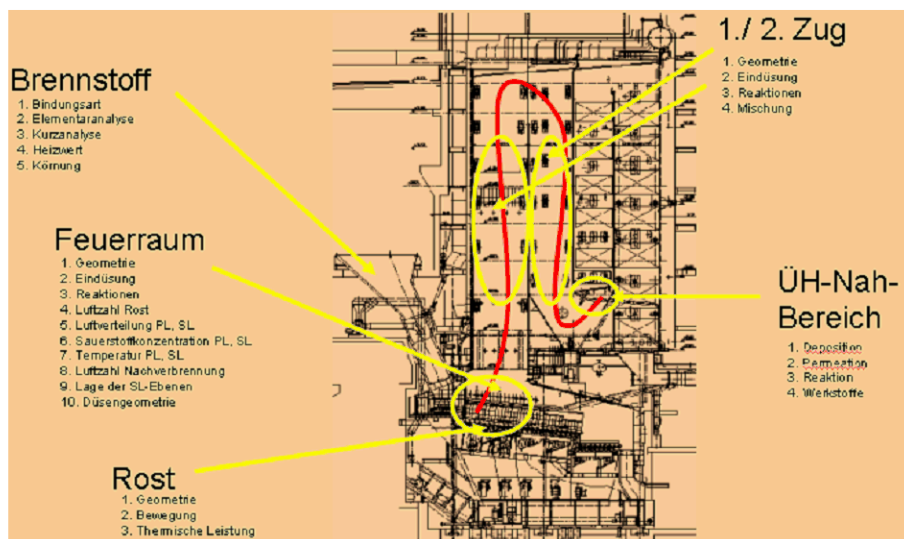 Brennstoff
1. Bindungsart
2. Elementaranalyse
3. Kurzanalyse
4. Heizwert
5. Körnung
Feuerraum
1. Geometrie
2. Eindüsung
3. Reaktionen
4. Luftzahl Rost
5. Luftverteilung PL, SL
6. Sauerstoffkonzentration PL, SL
7. Temperatur PL, SL
8. Luftzahl Nachverbrennung
9. Lage der SL-Ebenen
10. Düsengeometrie
Rost
1. Geometrie
2. Bewegung
3. Thermische Leistung
1./ 2. Zug
1. Geometrie
2. Eindüsung
3. Reaktionen
4. Mischung
ÜH-Nah-
Bereich
1. Deposition
2. Permeation
3. Reaktion
4. Werkstoffe